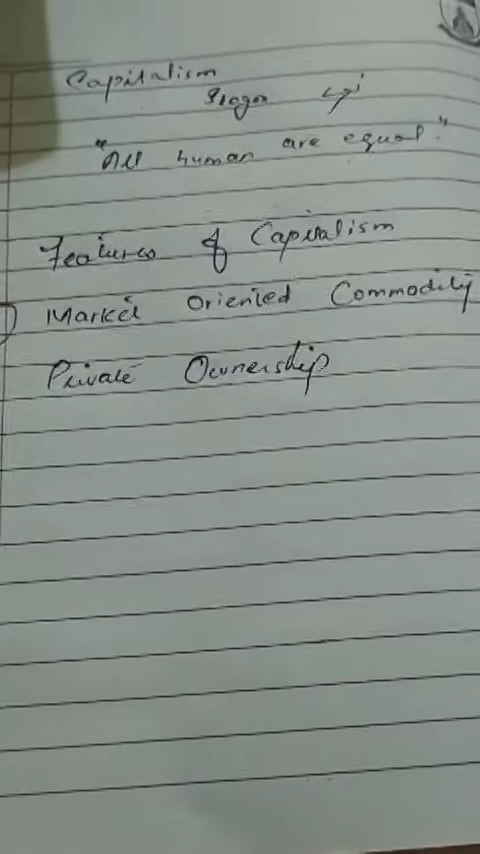 Capitalism
Slogan
"All human are equal."
Features of Capitalism
Market Oriented Commodity
Private Ownership